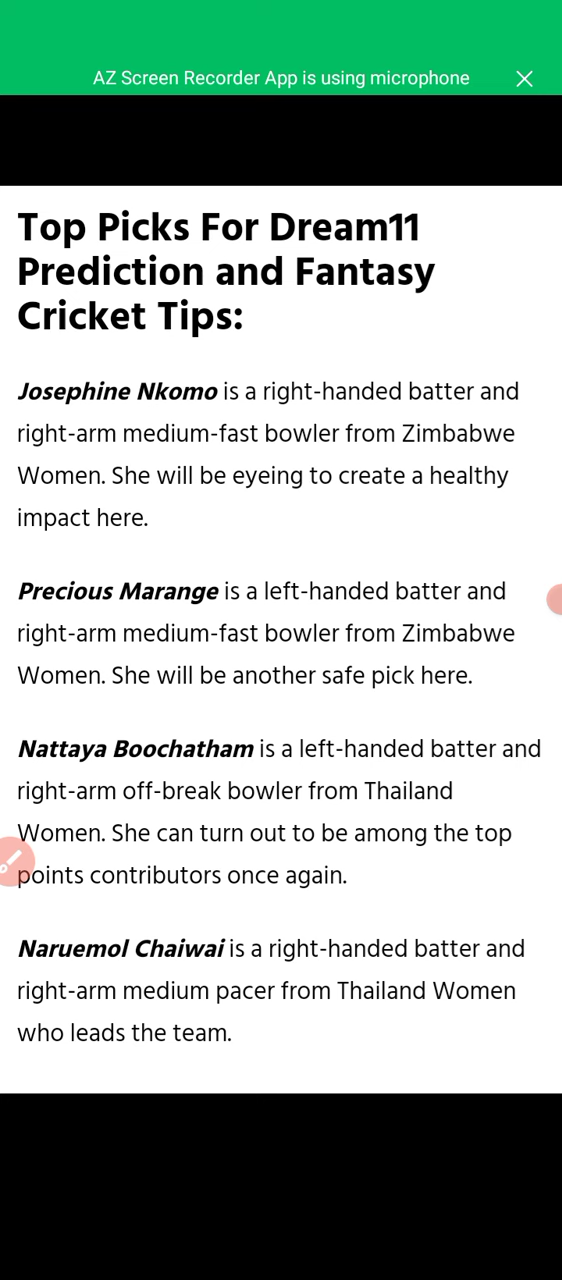 AZ Screen Recorder App is using microphone
Top Picks For Dream11
Prediction and Fantasy
Cricket Tips:
Josephine Nkomo is a right-handed batter and
right-arm medium-fast bowler from Zimbabwe
Women. She will be eyeing to create a healthy
impact here.
Precious Marange is a left-handed batter and
right-arm medium-fast bowler from Zimbabwe
Women. She will be another safe pick here.
Nattaya Boochatham is a left-handed batter and
right-arm off-break bowler from Thailand
Women. She can turn out to be among the top
points contributors once again.
Naruemol Chaiwai is a right-handed batter and
right-arm medium pacer from Thailand Women
who leads the team.